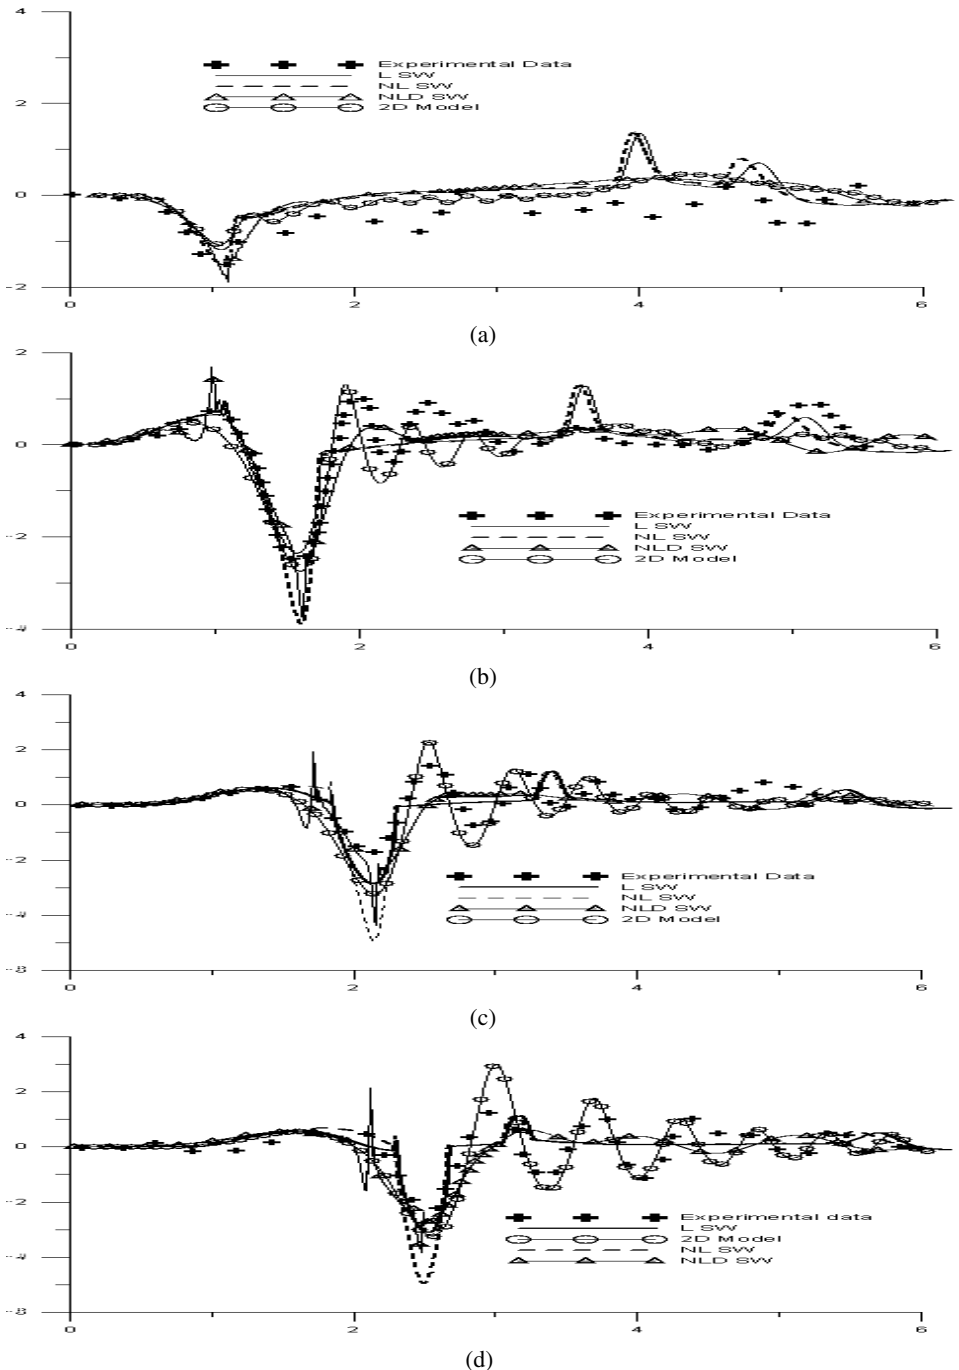 4
Experimental Data
L SW
NL SW
NLD SW
2D Model
2
0
-2
0 2 4 6
(a)
2
0
Experimental Data
L SW
NL SW
NLD SW
2D Model
-2
0 2 4 6
(b)
4
2
0
-2
Experimental Data
L SW
NL SW
NLD SW
2D Model
0 2 4 6
(c)
4
2
0
-2
Experimental data
L SW
2D Model
NL SW
NLD SW
0 2 4 6
(d)